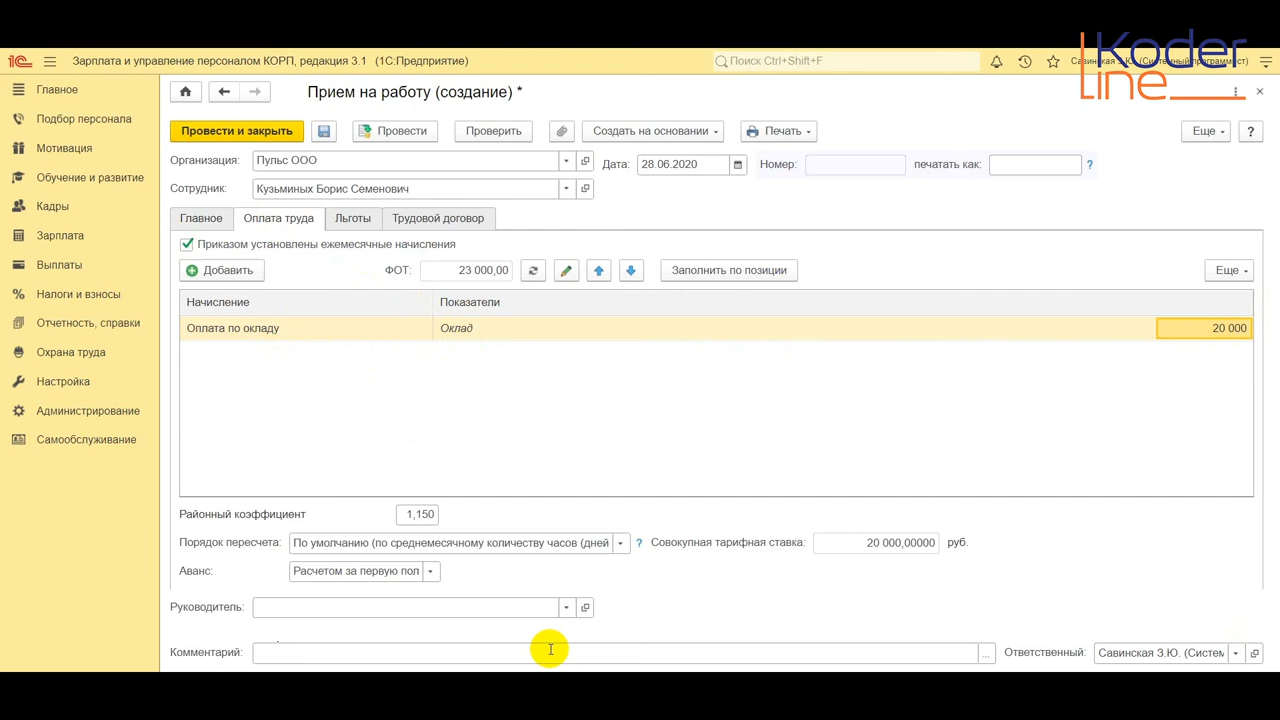 Koder
Line
1С Зарплата и управление персоналом КОРП, редакция 3.1 (1С:Предприятие) Поиск Ctrl+Shift+F
Главное
Подбор персонала
Мотивация
Обучение и развитие
Кадры
Зарплата
Выплаты
Налоги и взносы
Отчетность, справки
Охрана труда
Настройка
Администрирование
Самообслуживание
Прием на работу (создание) *
Провести и закрыть Провести Проверить Создать на основании Печать Еще ?
Организация: Пульс ООО Дата: 28.06.2020 Номер: печатать как: ?
Сотрудник: Кузьминых Борис Семенович
Главное Оплата труда Льготы Трудовой договор
Приказом установлены ежемесячные начисления
Добавить ФОТ: 23 000,00 Заполнить по позиции Еще
Начисление Показатели
Оплата по окладу Оклад 20 000
Районный коэффициент 1,150
Порядок пересчета: По умолчанию (по среднемесячному количеству часов (дней ? Совокупная тарифная ставка: 20 000,00000 руб.
Аванс: Расчетом за первую пол
Руководитель:
Комментарий: ... Ответственный: Савинская З.Ю. (Систем